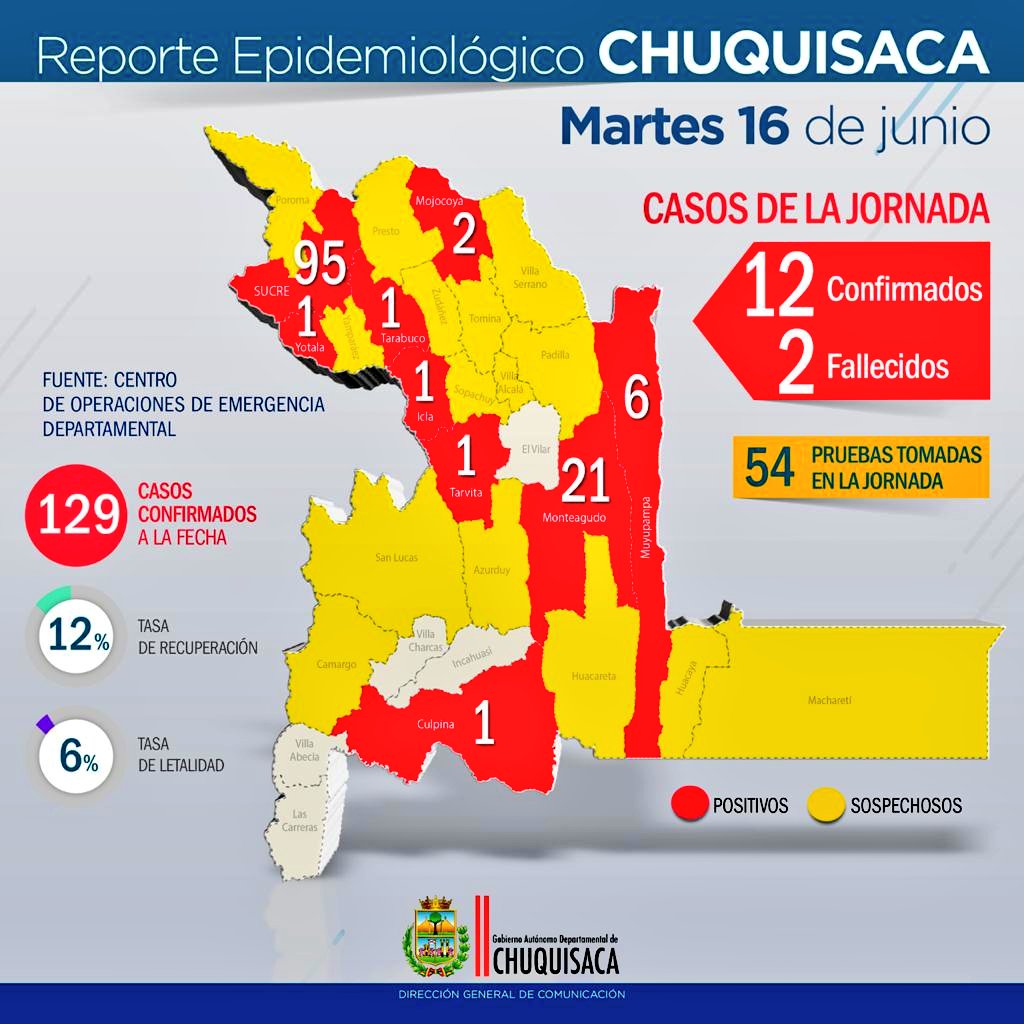 Reporte Epidemiológico CHUQUISACA
Martes 16 de junio
CASOS DE LA JORNADA
12 Confirmados
2 Fallecidos
54 PRUEBAS TOMADAS
EN LA JORNADA
FUENTE: CENTRO
DE OPERACIONES DE EMERGENCIA
DEPARTAMENTAL
129 CASOS
CONFIRMADOS
A LA FECHA
12% TASA
DE RECUPERACIÓN
6% TASA
DE LETALIDAD
Poroma
95
SUCRE
1
Yotala
Yamparáez
Presto
Mojocoya
2
1
Tarabuco
Zudáñez
Tomina
Villa
Serrano
Padilla
Villa
Alcalá
Sopachuy
1
Icla
1
Tarvita
El Vilar
21
Monteagudo
6
Muyupampa
San Lucas
Azurduy
Camargo
Villa
Charcas
Incahuasi
Culpina
1
Huacareta
Huacaya
Machareti
Villa
Abecia
Las
Carreras
POSITIVOS
SOSPECHOSOS
Gobierno Autónomo Departamental de
CHUQUISACA
DIRECCIÓN GENERAL DE COMUNICACIÓN